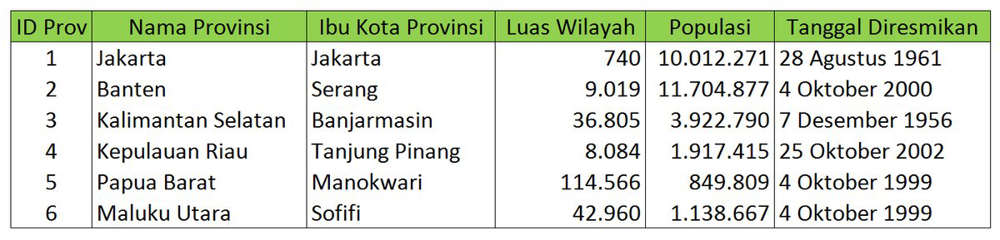 ID Prov Nama Provinsi Ibu Kota Provinsi Luas Wilayah Populasi Tanggal Diresmikan
1 Jakarta Jakarta 740 10.012.271 28 Agustus 1961
2 Banten Serang 9.019 11.704.877 4 Oktober 2000
3 Kalimantan Selatan Banjarmasin 36.805 3.922.790 7 Desember 1956
4 Kepulauan Riau Tanjung Pinang 8.084 1.917.415 25 Oktober 2002
5 Papua Barat Manokwari 114.566 849.809 4 Oktober 1999
6 Maluku Utara Sofifi 42.960 1.138.667 4 Oktober 1999